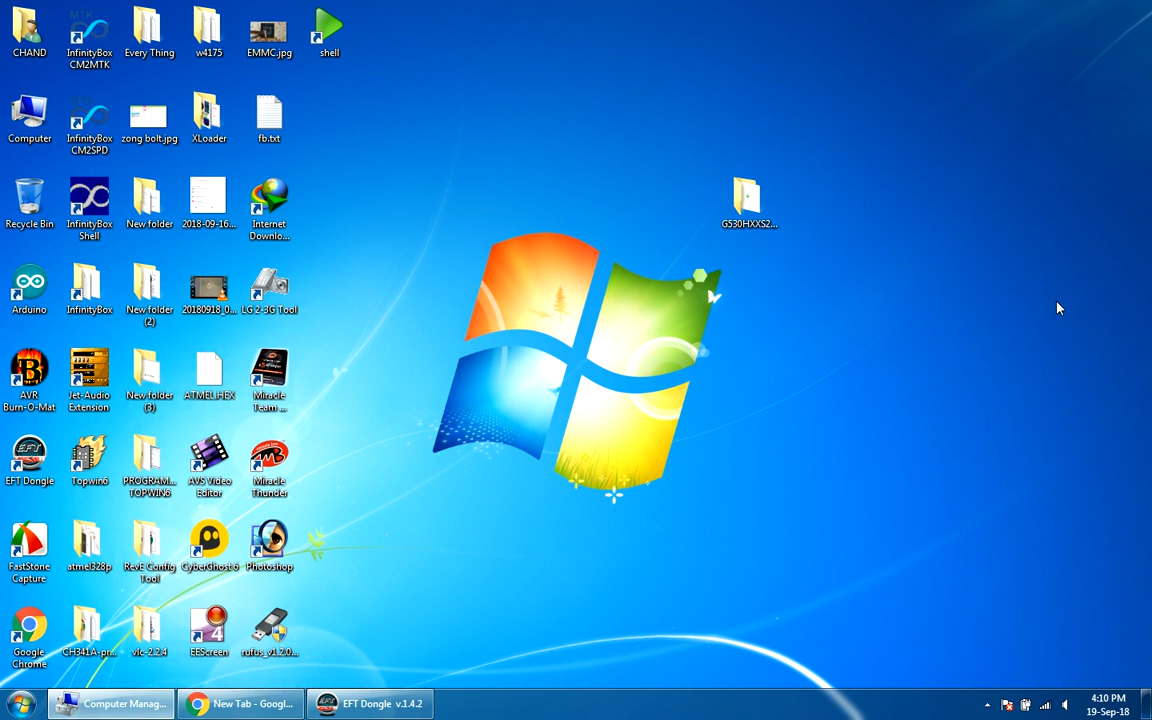 CHAND
InfinityBox
CM2MTK
Every Thing
w4175
EMMC.jpg
shell
Computer
InfinityBox
CM2SPD
zong bolt.jpg
XLoader
fb.txt
Recycle Bin
InfinityBox
Shell
New folder
2018-09-16...
Internet
Downlo...
G530HXXS2...
Arduino
InfinityBox
New folder
(2)
20180918_0...
LG 2-3G Tool
AVR
Burn-O-Mat
Jet-Audio
Extension
New folder
(3)
ATMEL.HEX
Miracle
Team ...
EFT Dongle
Topwin6
PROGRAM...
TOPWIN6
AVS Video
Editor
Miracle
Thunder
FastStone
Capture
atmel328p
RevE Config
Tool
CyberGhost 6
Photoshop
Google
Chrome
CH341A-pr...
vlc-2.2.4
EEScreen
rufus_v1.2.0...
Computer Manag...
New Tab - Googl...
EFT Dongle v.1.4.2
4:10 PM
19-Sep-18